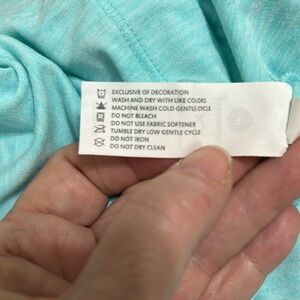 EXCLUSIVE OF DECORATION
WASH AND DRY WITH LIKE COLORS
MACHINE WASH COLD GENTLE CYCLE
DO NOT BLEACH
DO NOT USE FABRIC SOFTENER
TUMBLE DRY LOW GENTLE CYCLE
DO NOT IRON
DO NOT DRY CLEAN